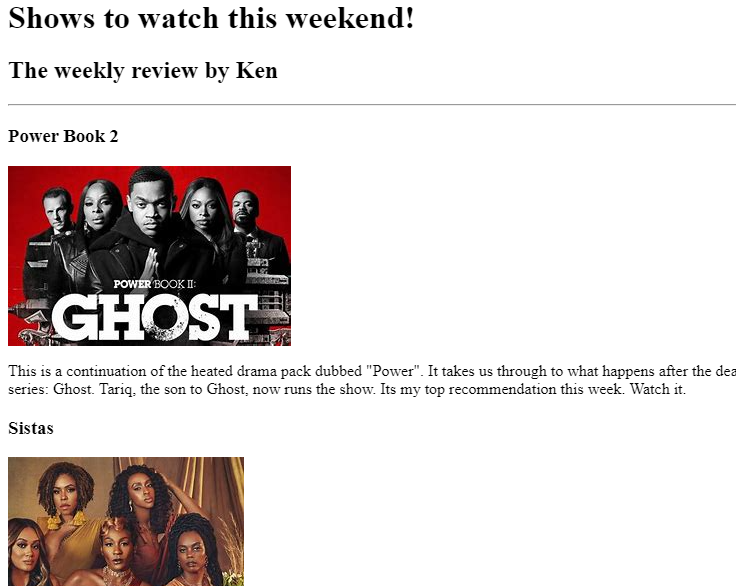 Shows to watch this weekend!
The weekly review by Ken
Power Book 2
POWER BOOK II:
GHOST
This is a continuation of the heated drama pack dubbed "Power". It takes us through to what happens after the
series: Ghost. Tariq, the son to Ghost, now runs the show. Its my top recommendation this week. Watch it.
Sistas